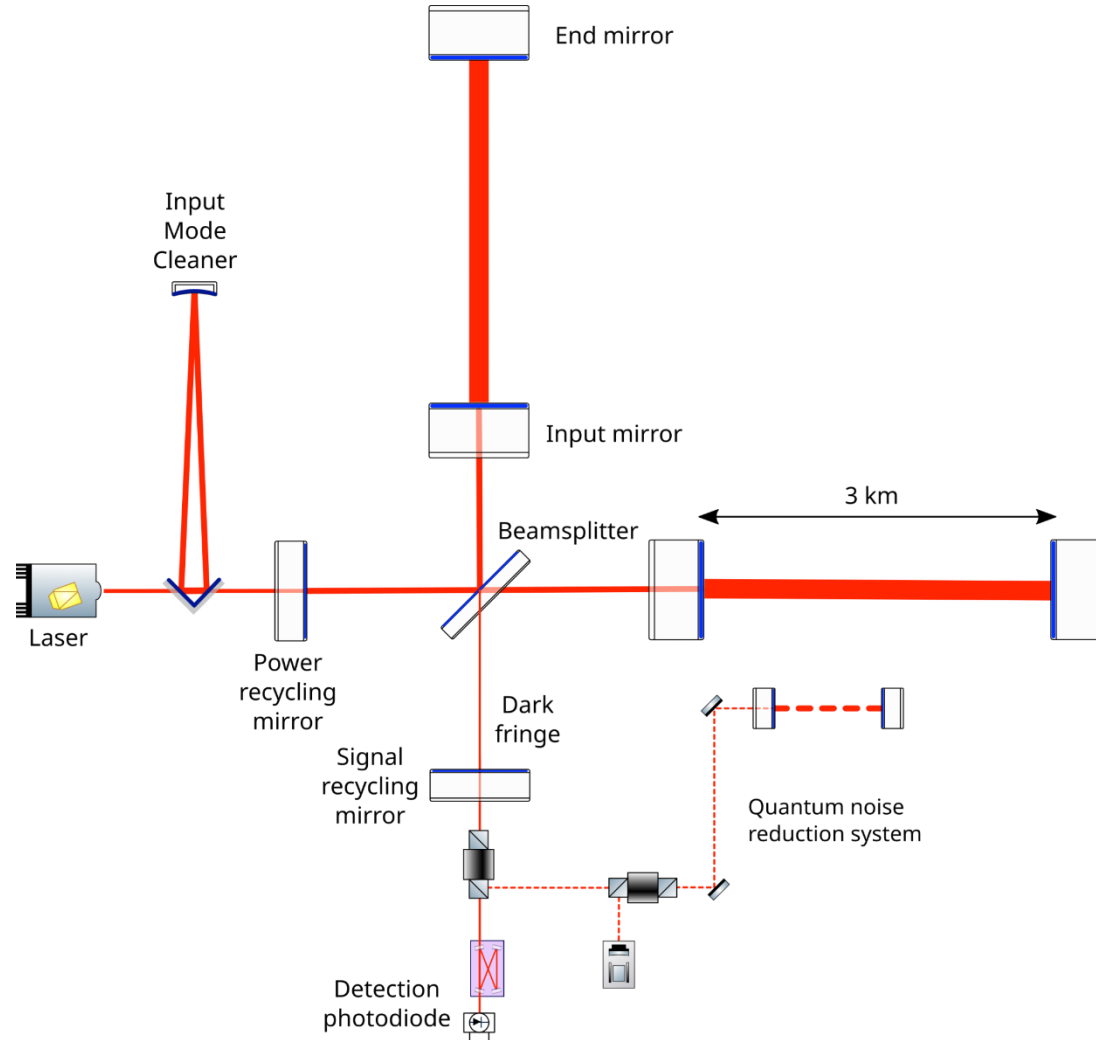 End mirror
Input
Mode
Cleaner
Input mirror
3 km
Beamsplitter
Laser
Power
recycling
mirror
Dark
fringe
Signal
recycling
mirror
Quantum noise
reduction system
Detection
photodiode